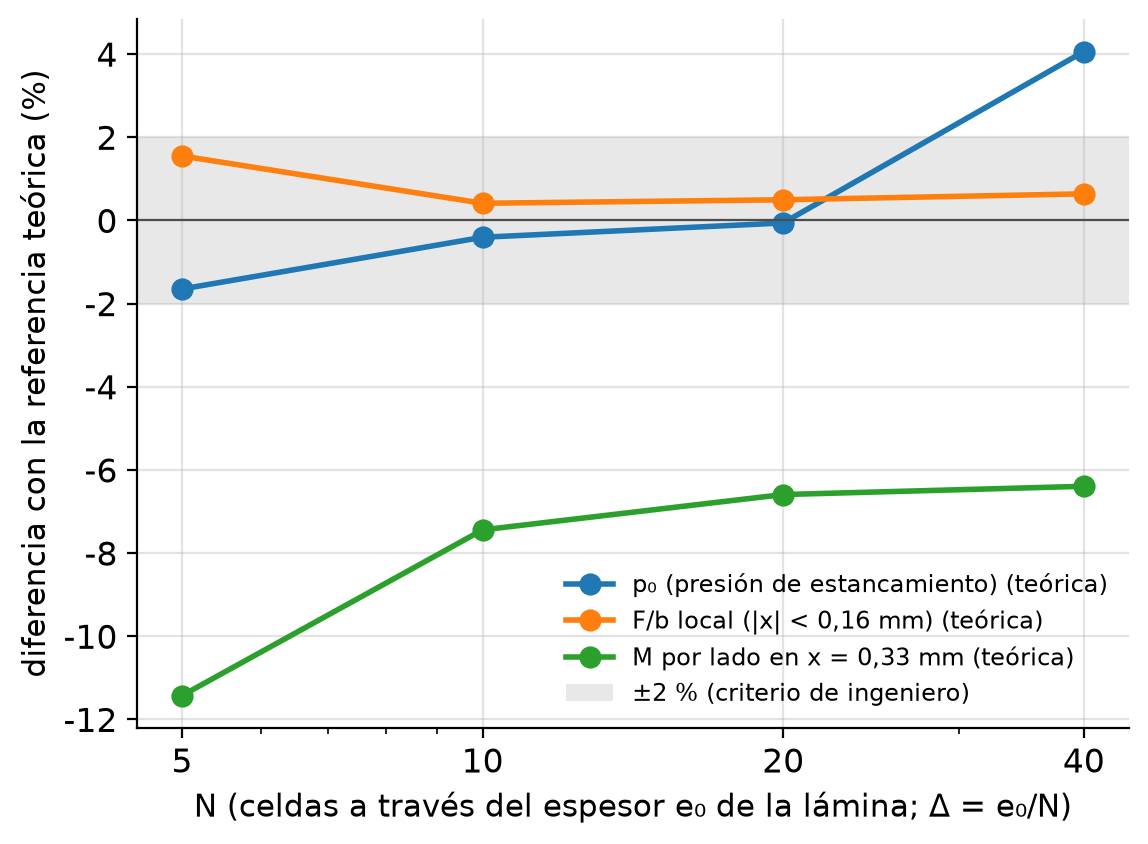 diferencia con la referencia teórica (%)
4
2
0
-2
-4
-6
-8
-10
-12
p₀ (presión de estancamiento) (teórica)
F/b local (|x| < 0,16 mm) (teórica)
M por lado en x = 0,33 mm (teórica)
±2 % (criterio de ingeniero)
5 10 20 40
N (celdas a través del espesor e₀ de la lámina; Δ = e₀/N)